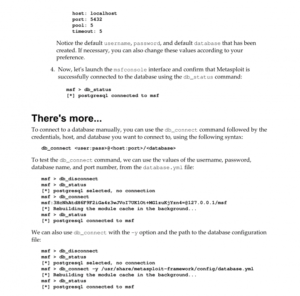 host: localhost
port: 5432
pool: 5
timeout: 5
Notice the default username, password, and default database that has been
created. If necessary, you can also change these values according to your
preference.
4. Now, let's launch the msfconsole interface and confirm that Metasploit is
successfully connected to the database using the db_status command:
msf > db_status
[*] postgresql connected to msf
There's more...
To connect to a database manually, you can use the db_connect command followed by the
credentials, host, and database you want to connect to, using the following syntax:
db_connect <user:pass>@<host:port>/<database>
To test the db_connect command, we can use the values of the username, password,
database name, and port number, from the database.yml file:
msf > db_disconnect
msf > db_status
[*] postgresql selected, no connection
msf > db_connect
[*] Rebuilding the module cache in the background...
msf > db_status
[*] postgresql connected to msf
We can also use db_connect with the -y option and the path to the database configuration
file:
msf > db_disconnect
msf > db_status
[*] postgresql selected, no connection
msf > db_connect -y /usr/share/metasploit-framework/config/database.yml
[*] Rebuilding the module cache in the background...
msf > db_status
[*] postgresql connected to msf